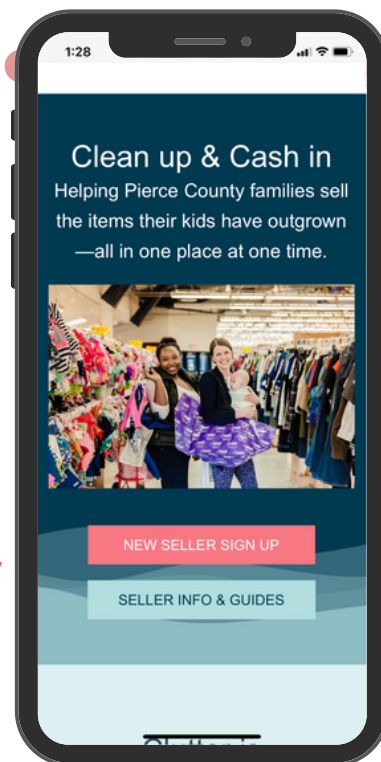 1:28
Clean up & Cash in
Helping Pierce County families sell
the items their kids have outgrown
—all in one place at one time.
NEW SELLER SIGN UP
SELLER INFO & GUIDES